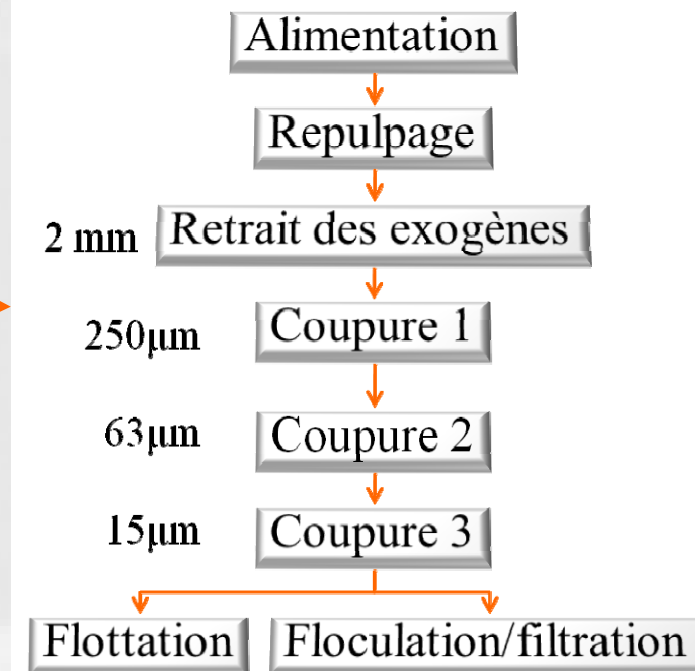 Alimentation
Repulpage
2 mm Retrait des exogènes
250µm Coupure 1
63µm Coupure 2
15µm Coupure 3
Flottation Floculation/filtration